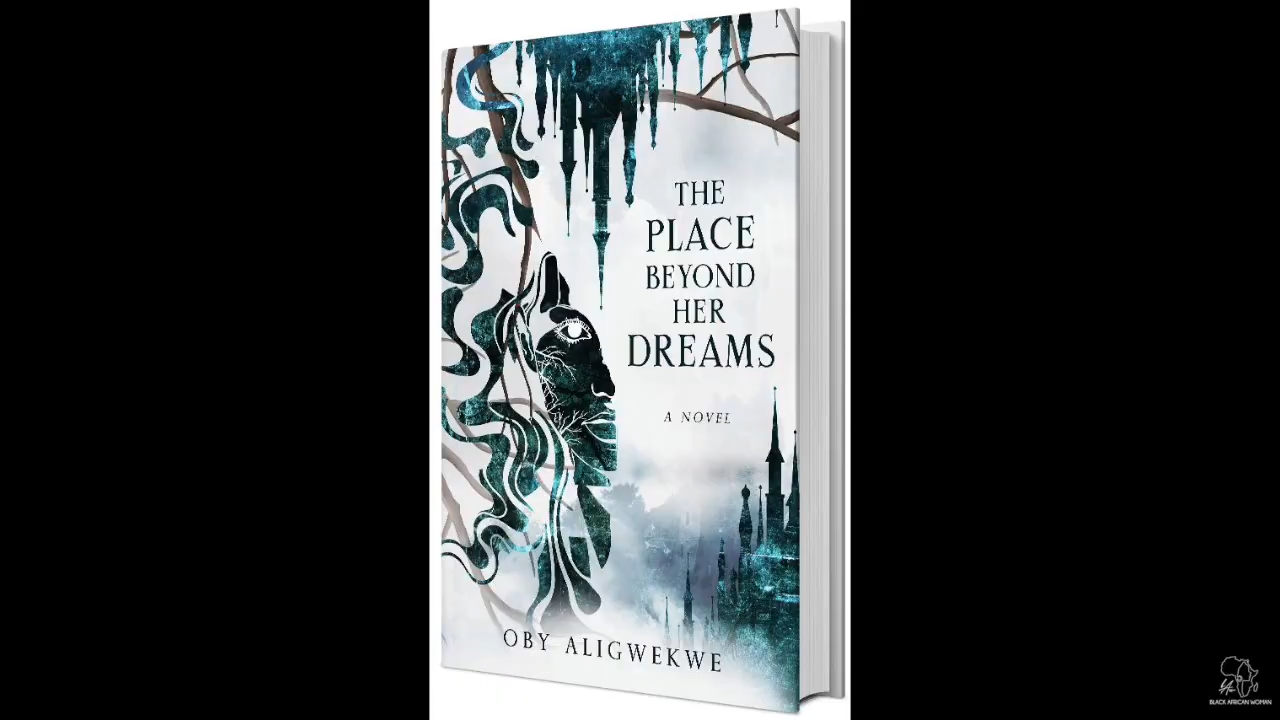 THE
PLACE
BEYOND
HER
DREAMS
A NOVEL
OBY ALIGWEKWE
BLACK AFRICAN WOMAN